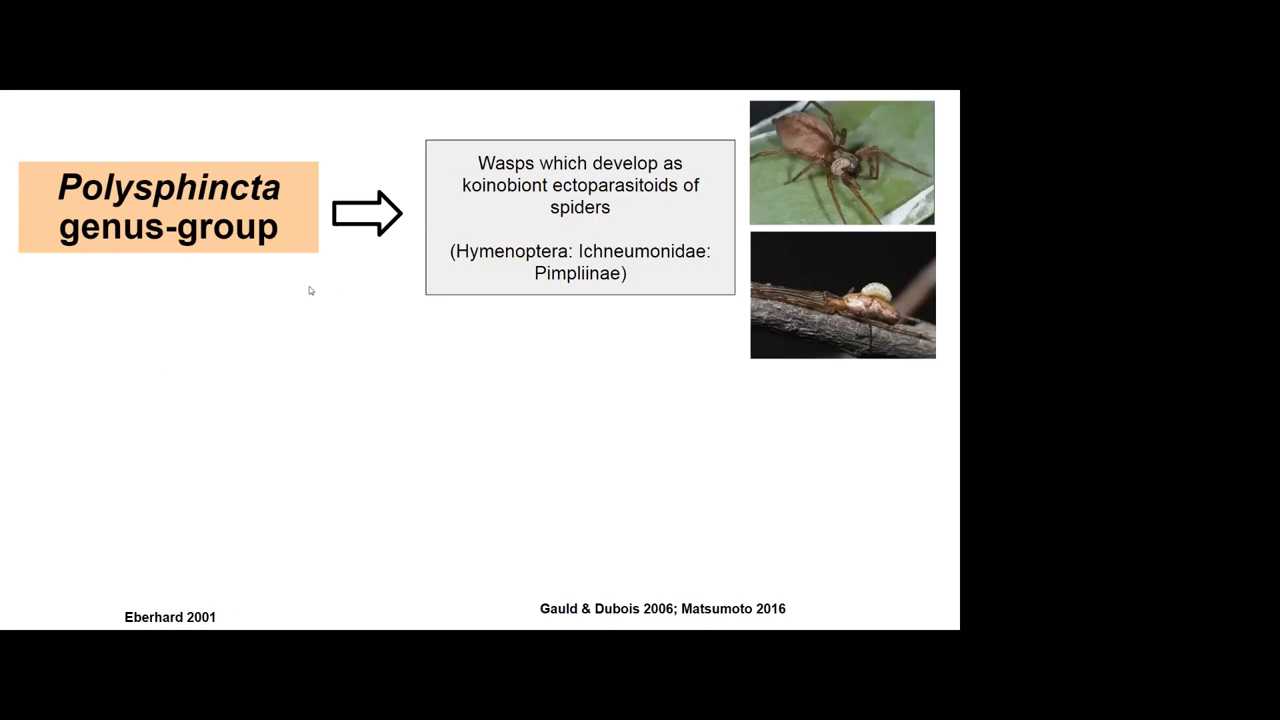 Polysphincta
genus-group
Wasps which develop as
koinobiont ectoparasitoids of
spiders
(Hymenoptera: Ichneumonidae:
Pimpliinae)
Eberhard 2001
Gauld & Dubois 2006; Matsumoto 2016